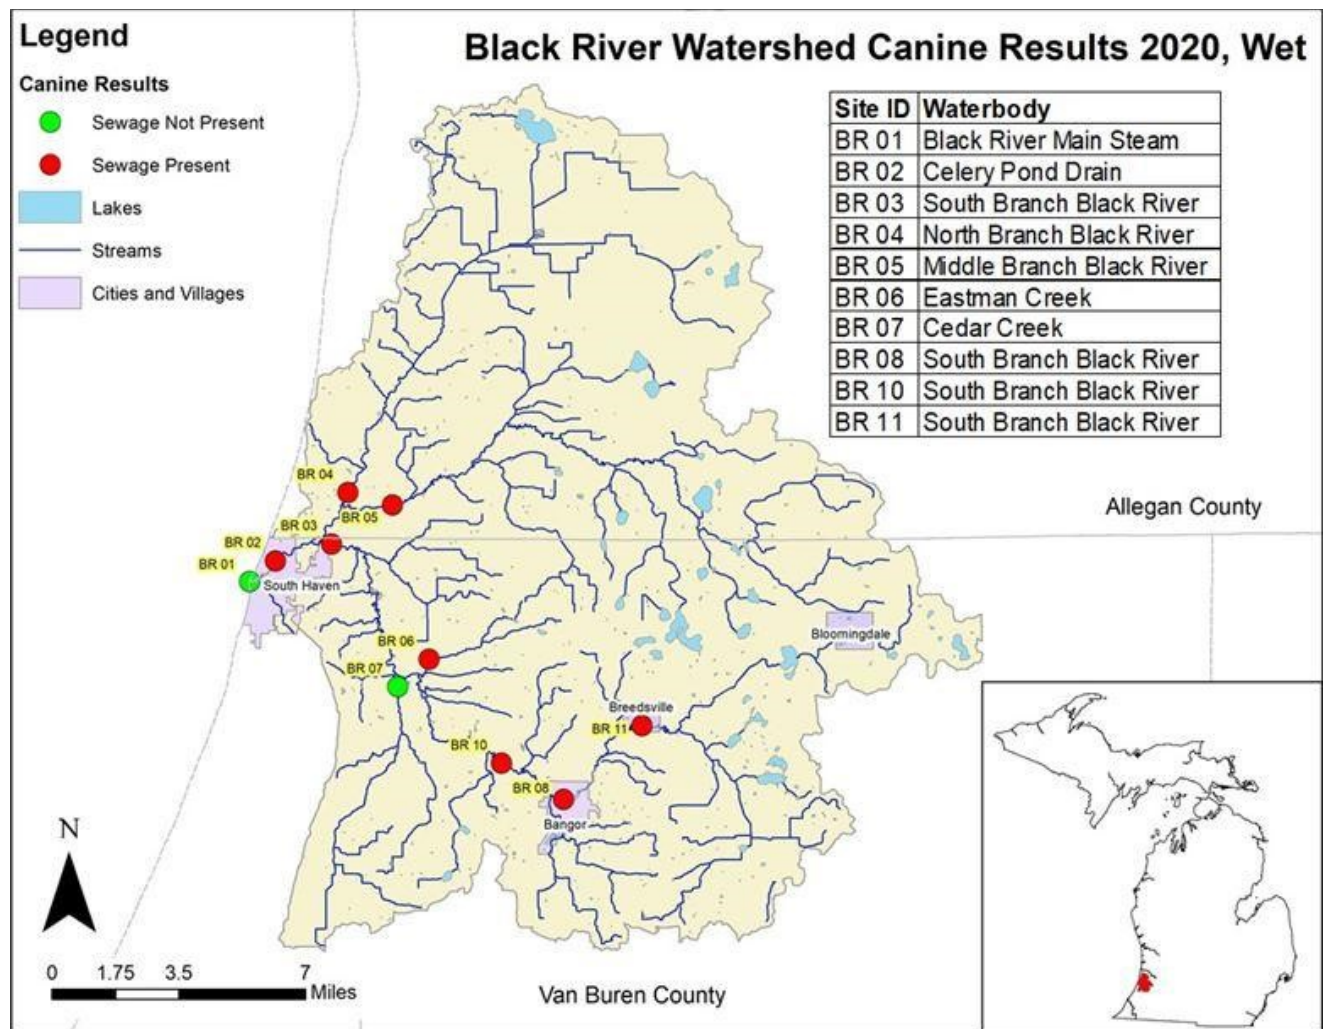 Black River Watershed Canine Results 2020, Wet
Legend
Canine Results
Sewage Not Present
Sewage Present
Lakes
Streams
Cities and Villages
Site ID Waterbody
BR 01 Black River Main Steam
BR 02 Celery Pond Drain
BR 03 South Branch Black River
BR 04 North Branch Black River
BR 05 Middle Branch Black River
BR 06 Eastman Creek
BR 07 Cedar Creek
BR 08 South Branch Black River
BR 10 South Branch Black River
BR 11 South Branch Black River
BR 04
BR 05
BR 03
BR 02
BR 01
South Haven
Allegan County
BR 06
BR 07
Bloomingdale
Breedsville
BR 11
BR 10
BR 08
Bangor
N
0 1.75 3.5 7
Miles
Van Buren County